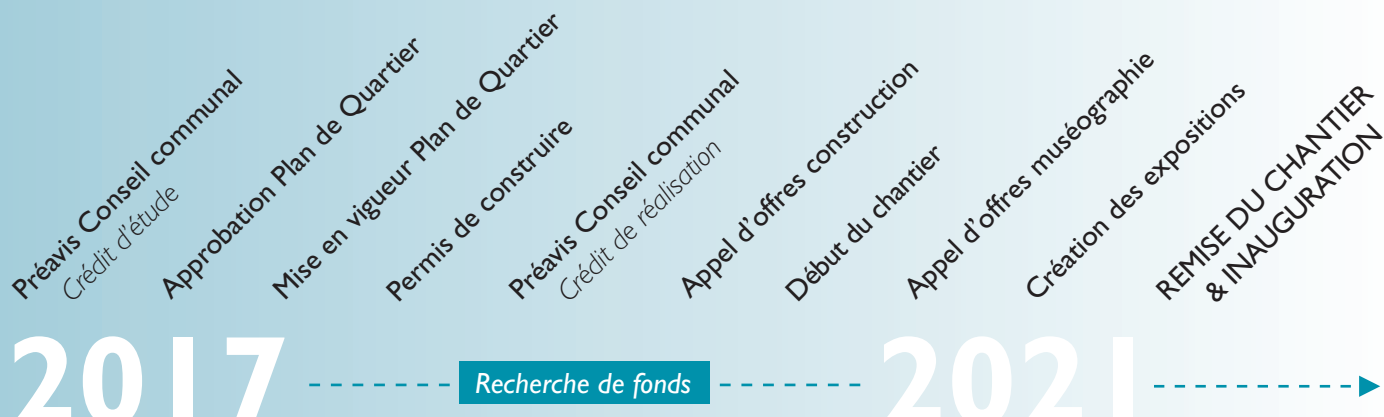 Préavis Conseil communal
Crédit d'étude
Approbation Plan de Quartier
Mise en vigueur Plan de Quartier
Permis de construire
Préavis Conseil communal
Crédit de réalisation
Appel d'offres construction
Début du chantier
Appel d'offres muséographie
Création des expositions
REMISE DU CHANTIER
& INAUGURATION
2017
Recherche de fonds
2021